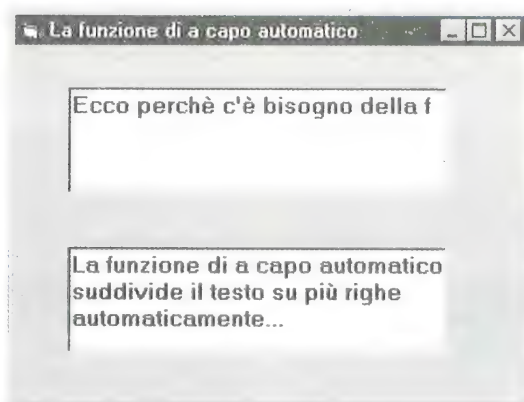 La funzione di a capo automatico
Ecco perchè c'è bisogno della f
La funzione di a capo automatico
suddivide il testo su più righe
automaticamente...